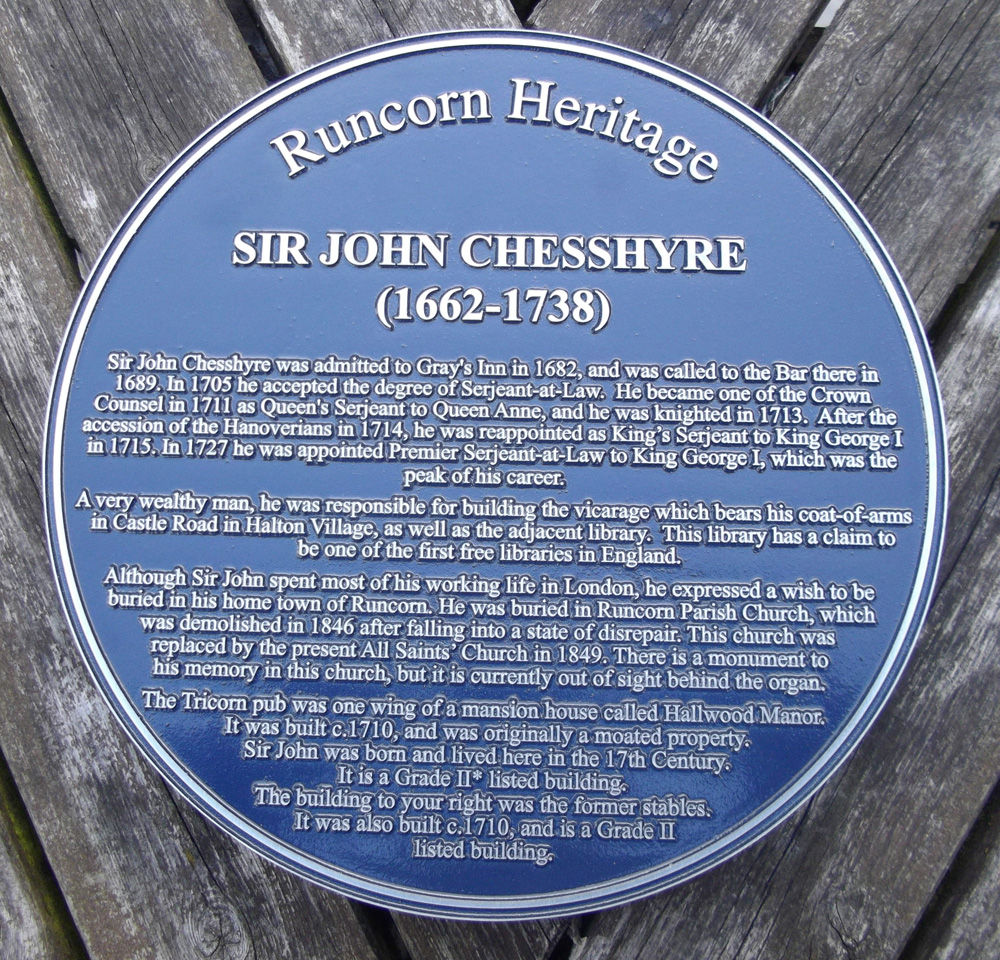 Runcorn Heritage
SIR JOHN CHESSHYRE
(1662-1738)
Sir John Chesshyre was admitted to Gray's Inn in 1682, and was called to the Bar there in
1689. In 1705 he accepted the degree of Serjeant-at-Law. He became one of the Crown
Counsel in 1711 as Queen's Serjeant to Queen Anne, and he was knighted in 1713. After the
accession of the Hanoverians in 1714, he was reappointed as King's Serjeant to King George I
in 1715. In 1727 he was appointed Premier Serjeant-at-Law to King George I, which was the
peak of his career.
A very wealthy man, he was responsible for building the vicarage which bears his coat-of-arms
in Castle Road in Halton Village, as well as the adjacent library. This library has a claim to
be one of the first free libraries in England.
Although Sir John spent most of his working life in London, he expressed a wish to be
buried in his home town of Runcorn. He was buried in Runcorn Parish Church, which
was demolished in 1846 after falling into a state of disrepair. This church was
replaced by the present All Saints' Church in 1849. There is a monument to
his memory in this church, but it is currently out of sight behind the organ.
The Tricorn pub was one wing of a mansion house called Hallwood Manor.
It was built c.1710, and was originally a moated property.
Sir John was born and lived here in the 17th Century.
It is a Grade II* listed building.
The building to your right was the former stables.
It was also built c.1710, and is a Grade II
listed building.